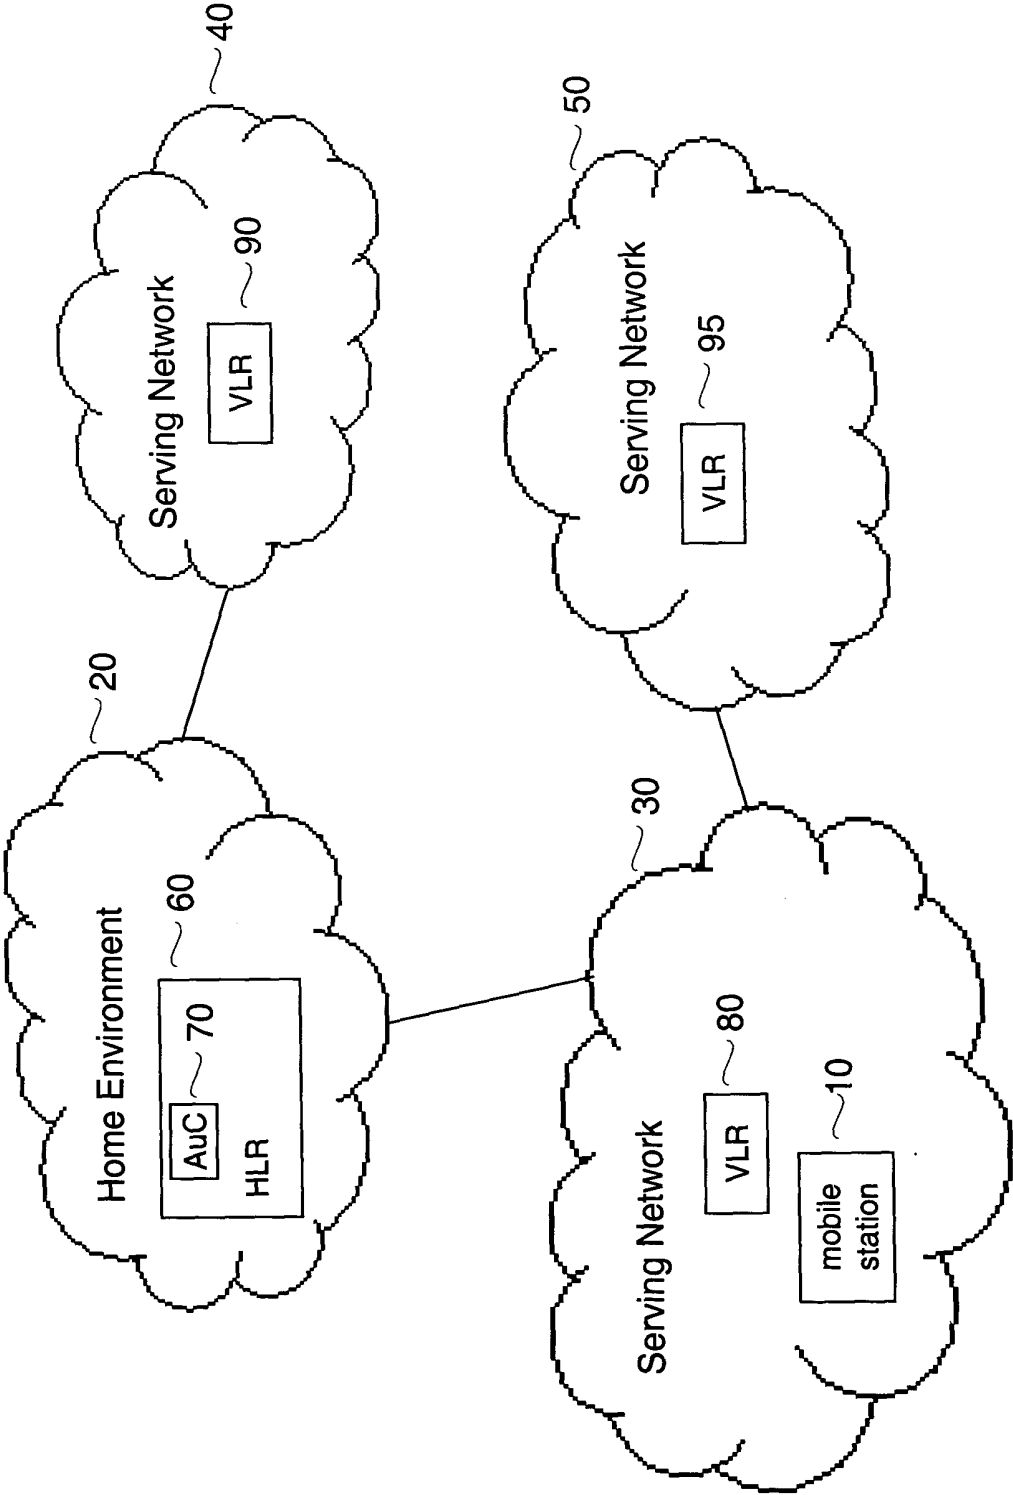 20
Home Environment
60
70
AuC
HLR
40
Serving Network
90
VLR
30
Serving Network
80
VLR
10
mobile
station
50
Serving Network
95
VLR